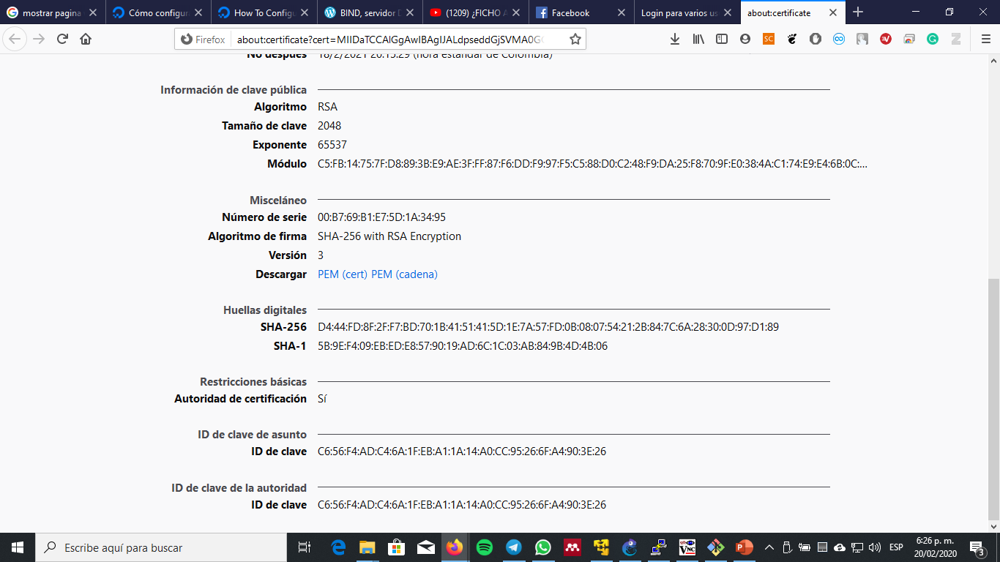 mostrar pagina
Cómo configur
How To Configu
BIND, servidor D
(1209) ¿FICHO A
Facebook
Login para varios us
about:certificate
Firefox
about:certificate?cert=MIIDaTCCAlGgAwIBAgIJALdpseddGjSVMA0G
No después 18/2/2021 20:15:29 (hora estándar de Colombia)
Información de clave pública
Algoritmo RSA
Tamaño de clave 2048
Exponente 65537
Módulo C5:FB:14:75:7F:D8:89:3B:E9:AE:3F:FF:87:F6:DD:F9:97:F5:C5:88:D0:C2:48:F9:DA:25:F8:70:9F:E0:38:4A:C1:74:E9:E4:6B:0C:...
Misceláneo
Número de serie 00:B7:69:B1:E7:5D:1A:34:95
Algoritmo de firma SHA-256 with RSA Encryption
Versión 3
Descargar PEM (cert) PEM (cadena)
Huellas digitales
SHA-256 D4:44:FD:8F:2F:F7:BD:70:1B:41:51:41:5D:1E:7A:57:FD:0B:08:07:54:21:2B:84:7C:6A:28:30:0D:97:D1:89
SHA-1 5B:9E:F4:09:EB:ED:E8:57:90:19:AD:6C:1C:03:AB:84:9B:4D:4B:06
Restricciones básicas
Autoridad de certificación Sí
ID de clave de asunto
ID de clave C6:56:F4:AD:C4:6A:1F:EB:A1:1A:14:A0:CC:95:26:6F:A4:90:3E:26
ID de clave de la autoridad
ID de clave C6:56:F4:AD:C4:6A:1F:EB:A1:1A:14:A0:CC:95:26:6F:A4:90:3E:26
Escribe aquí para buscar
ESP
6:26 p. m.
20/02/2020
3